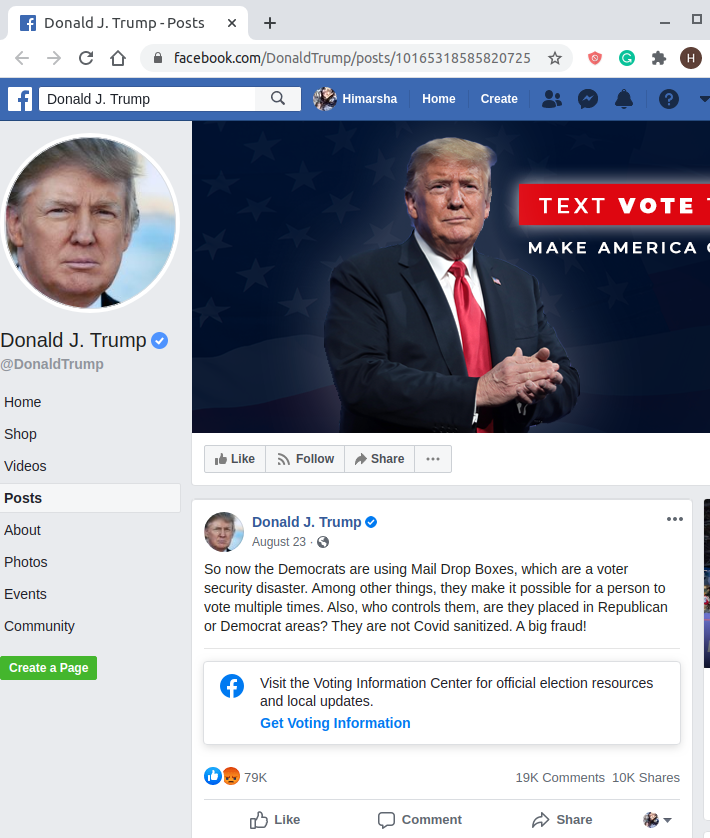 Donald J. Trump - Posts
facebook.com/DonaldTrump/posts/10165318585820725
H
Donald J. Trump
Himarsha
Home
Create
TEXT VOTE
MAKE AMERICA
Donald J. Trump
@DonaldTrump
Home
Shop
Videos
Posts
About
Photos
Events
Community
Create a Page
Like
Follow
Share
Donald J. Trump
August 23 ·
So now the Democrats are using Mail Drop Boxes, which are a voter
security disaster. Among other things, they make it possible for a person to
vote multiple times. Also, who controls them, are they placed in Republican
or Democrat areas? They are not Covid sanitized. A big fraud!
Visit the Voting Information Center for official election resources
and local updates.
Get Voting Information
79K
19K Comments 10K Shares
Like
Comment
Share